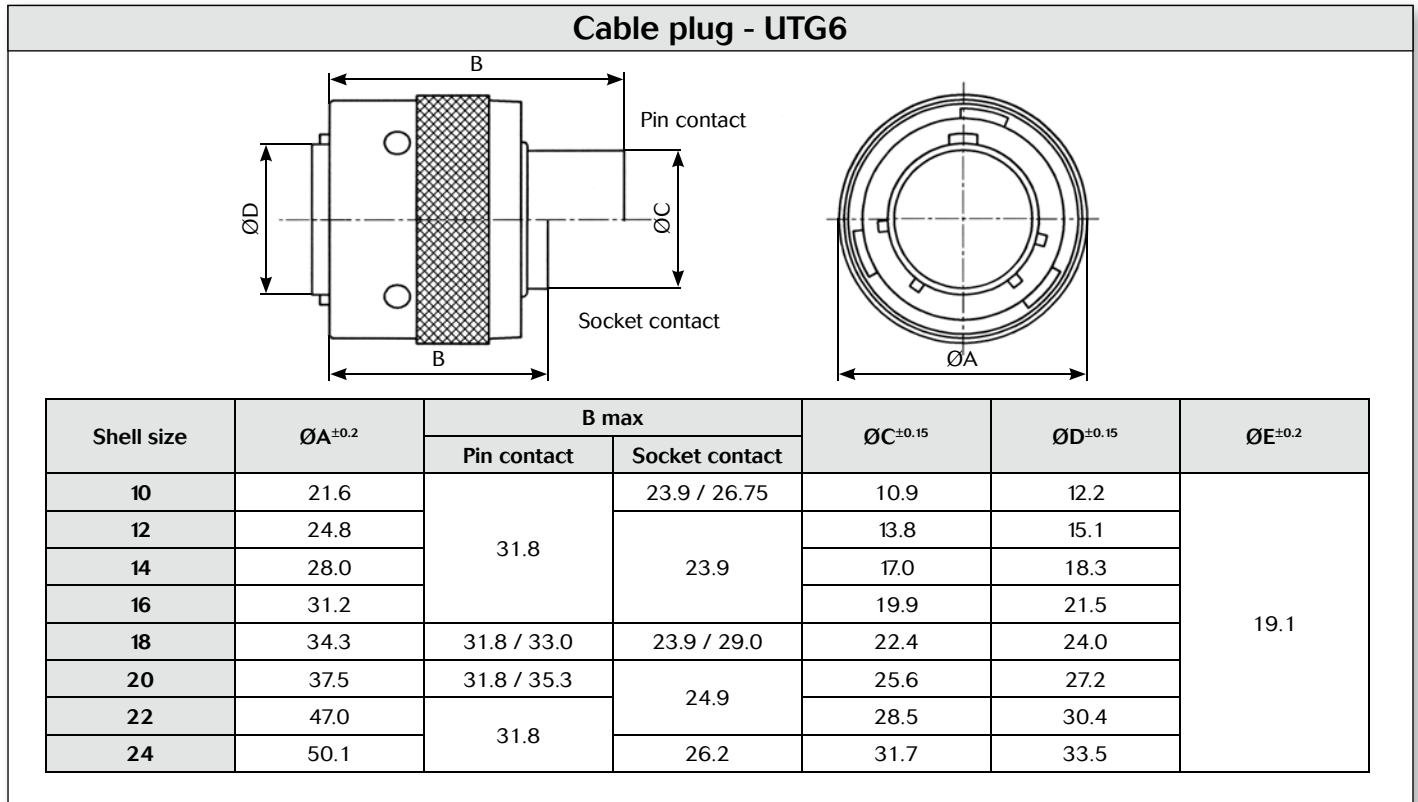 Cable plug - UTG6
B
Pin contact
ØD
ØC
Socket contact
B
ØA
Shell size ØA±0.2 B max ØC±0.15 ØD±0.15 ØE±0.2
Pin contact Socket contact
10 21.6 31.8 23.9 / 26.75 10.9 12.2 19.1
12 24.8 23.9 13.8 15.1
14 28.0 17.0 18.3
16 31.2 19.9 21.5
18 34.3 31.8 / 33.0 23.9 / 29.0 22.4 24.0
20 37.5 31.8 / 35.3 24.9 25.6 27.2
22 47.0 31.8 28.5 30.4
24 50.1 26.2 31.7 33.5